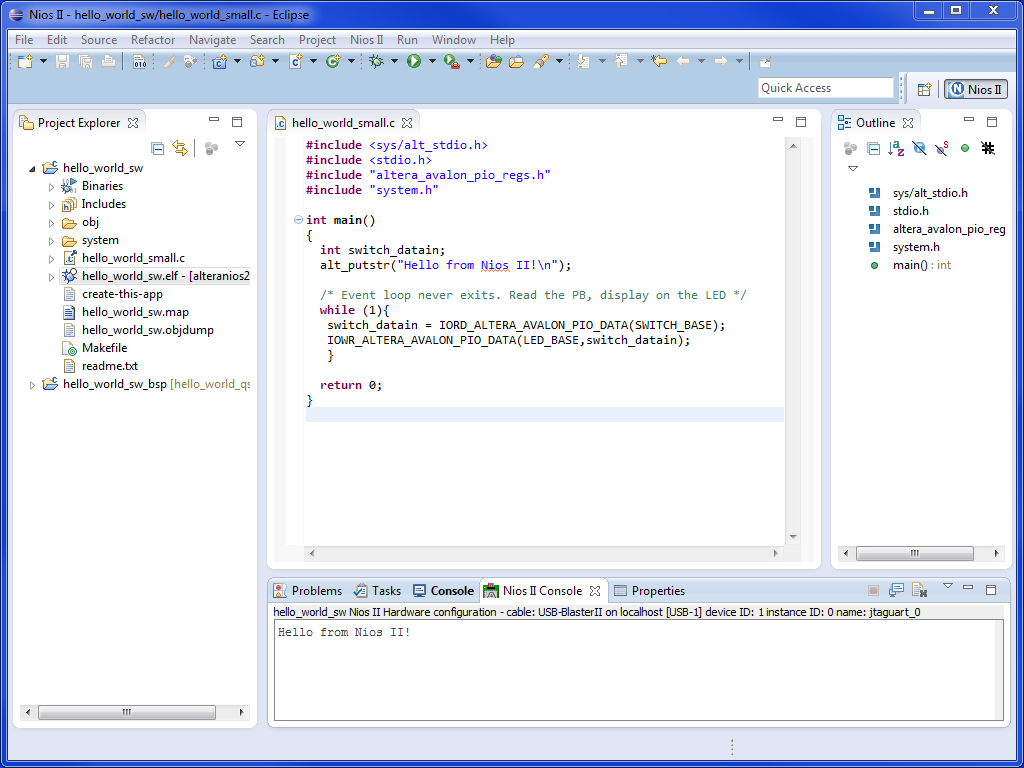 Nios II - hello_world_sw/hello_world_small.c - Eclipse
File Edit Source Refactor Navigate Search Project Nios II Run Window Help
Quick Access
Nios II
Project Explorer
hello_world_sw
Binaries
Includes
obj
system
hello_world_small.c
hello_world_sw.elf - [alteranios2
create-this-app
hello_world_sw.map
hello_world_sw.objdump
Makefile
readme.txt
hello_world_sw_bsp [hello_world_qs
hello_world_small.c
#include <sys/alt_stdio.h>
#include <stdio.h>
#include "altera_avalon_pio_regs.h"
#include "system.h"
int main()
{
int switch_datain;
alt_putstr("Hello from Nios II!\n");
/* Event loop never exits. Read the PB, display on the LED */
while (1){
switch_datain = IORD_ALTERA_AVALON_PIO_DATA(SWITCH_BASE);
IOWR_ALTERA_AVALON_PIO_DATA(LED_BASE,switch_datain);
}
return 0;
}
Outline
sys/alt_stdio.h
stdio.h
altera_avalon_pio_reg
system.h
main() : int
Problems Tasks Console Nios II Console Properties
hello_world_sw Nios II Hardware configuration - cable: USB-BlasterII on localhost [USB-1] device ID: 1 instance ID: 0 name: jtaguart_0
Hello from Nios II!